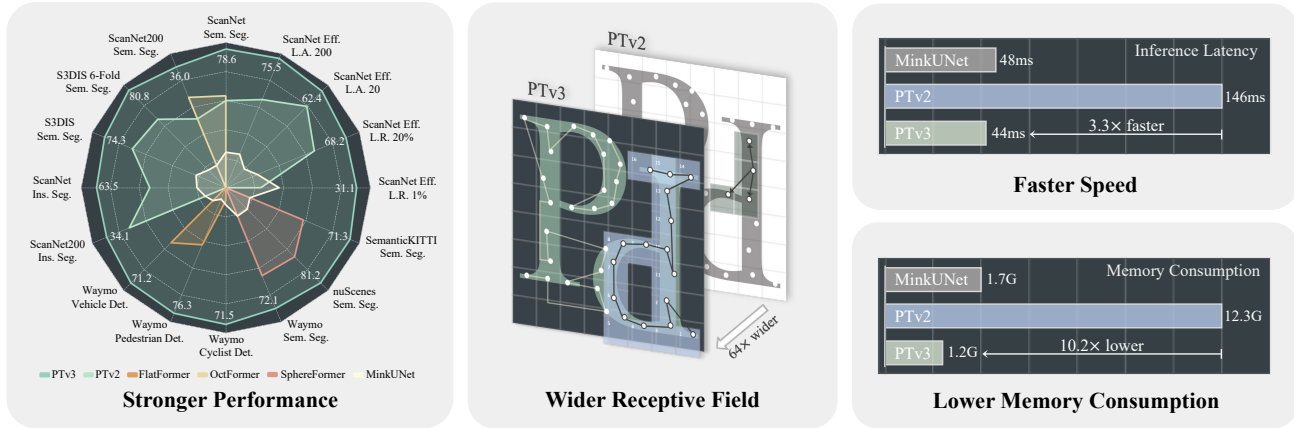 ScanNet
Sem. Seg.
78.6
ScanNet Eff.
L.A. 200
75.5
ScanNet Eff.
L.A. 20
62.4
ScanNet Eff.
L.R. 20%
68.2
ScanNet Eff.
L.R. 1%
31.1
SemanticKITTI
Sem. Seg.
71.3
nuScenes
Sem. Seg.
81.2
Waymo
Sem. Seg.
72.1
Waymo
Cyclist Det.
71.5
Waymo
Pedestrian Det.
76.3
Waymo
Vehicle Det.
71.2
ScanNet200
Ins. Seg.
34.1
ScanNet
Ins. Seg.
63.5
S3DIS
Sem. Seg.
74.3
S3DIS 6-Fold
Sem. Seg.
80.8
ScanNet200
Sem. Seg.
36.0
PTv3 PTv2 FlatFormer OctFormer SphereFormer MinkUNet
Stronger Performance
PTv2
PTv3
64× wider
Wider Receptive Field
Inference Latency
MinkUNet 48ms
PTv2 146ms
PTv3 44ms 3.3× faster
Faster Speed
Memory Consumption
MinkUNet 1.7G
PTv2 12.3G
PTv3 1.2G 10.2× lower
Lower Memory Consumption